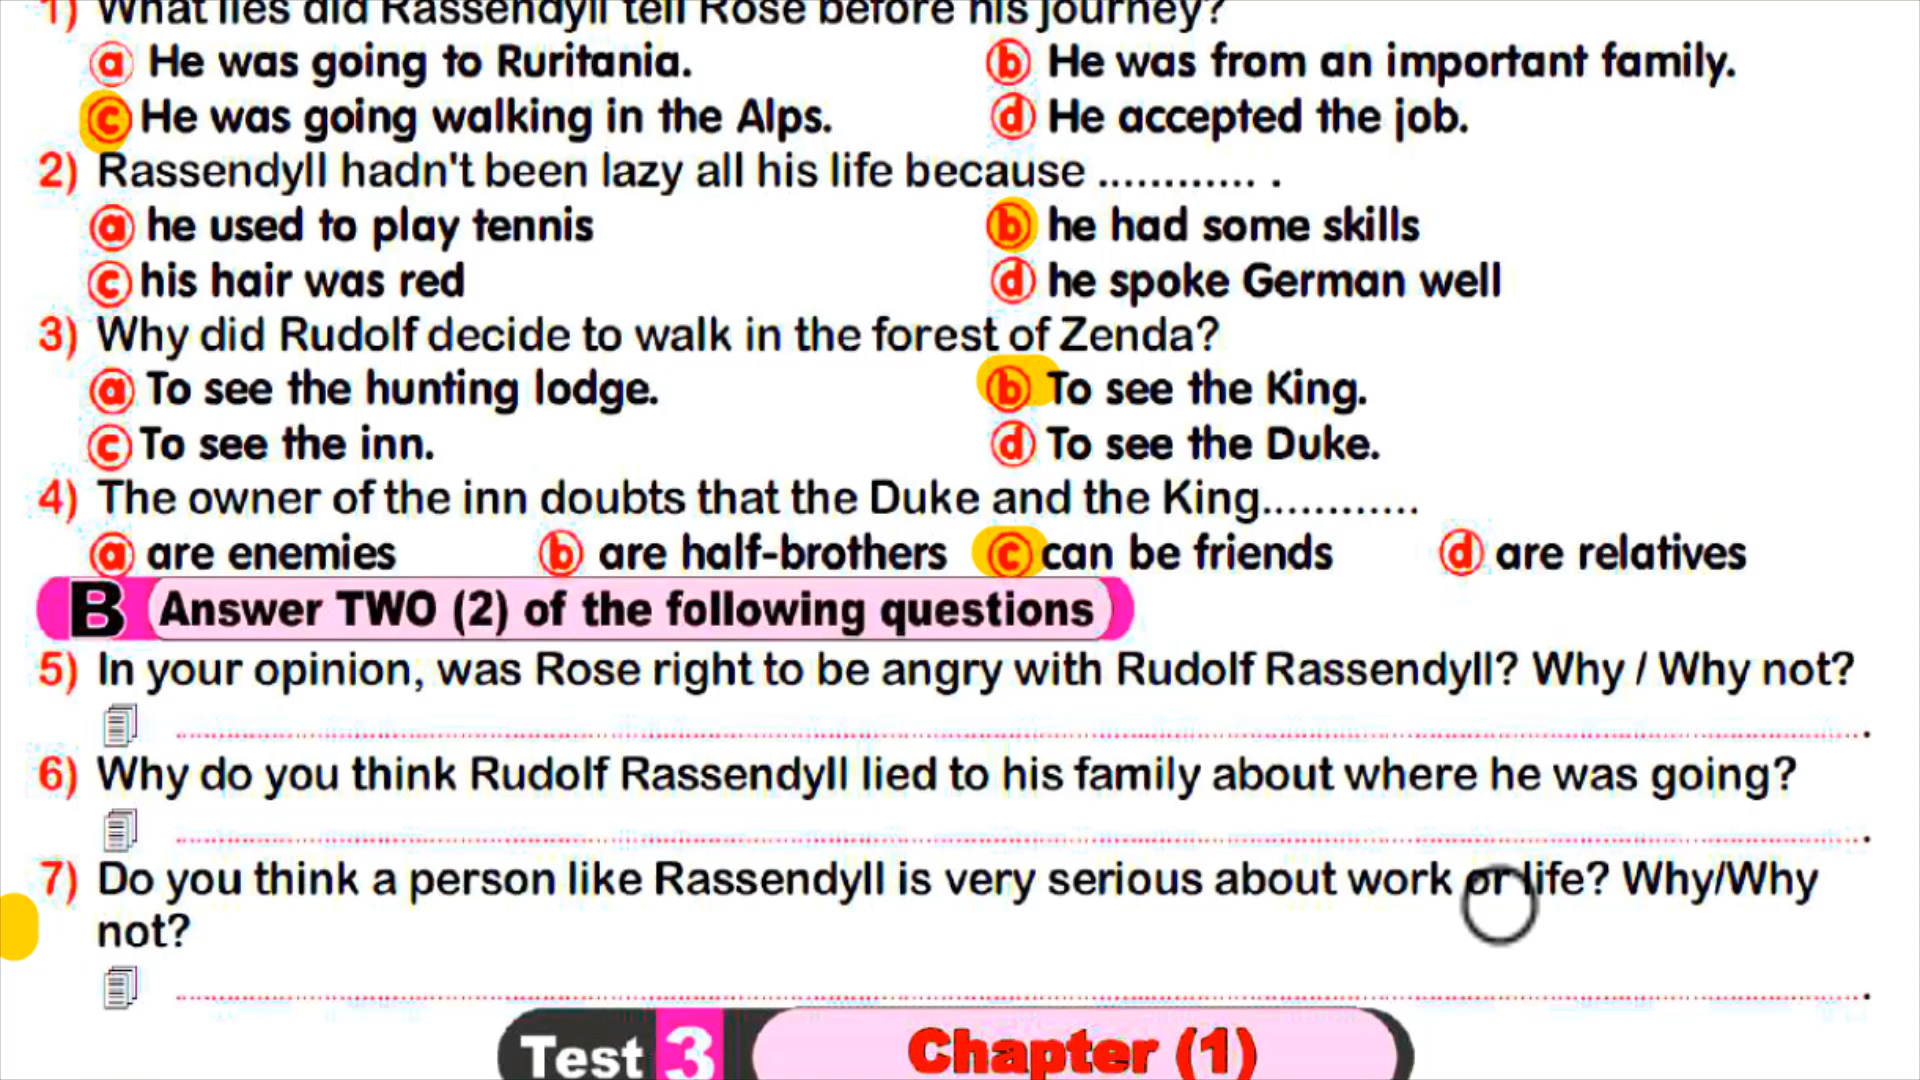 1) What lies did Rassendyll tell Rose before his journey?
a He was going to Ruritania. b He was from an important family.
c He was going walking in the Alps. d He accepted the job.
2) Rassendyll hadn't been lazy all his life because ............ .
a he used to play tennis b he had some skills
c his hair was red d he spoke German well
3) Why did Rudolf decide to walk in the forest of Zenda?
a To see the hunting lodge. b To see the King.
c To see the inn. d To see the Duke.
4) The owner of the inn doubts that the Duke and the King............
a are enemies b are half-brothers c can be friends d are relatives
B Answer TWO (2) of the following questions
5) In your opinion, was Rose right to be angry with Rudolf Rassendyll? Why / Why not?
6) Why do you think Rudolf Rassendyll lied to his family about where he was going?
7) Do you think a person like Rassendyll is very serious about work or life? Why/Why
not?
Test 3 Chapter (1)